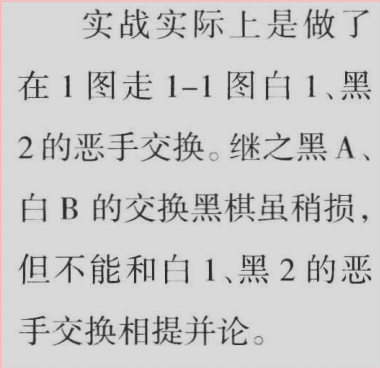 实战实际上是做了
在1图走1-1图白1、黑
2的恶手交换。继之黑A、
白B的交换黑棋虽稍损，
但不能和白1、黑2的恶
手交换相提并论。